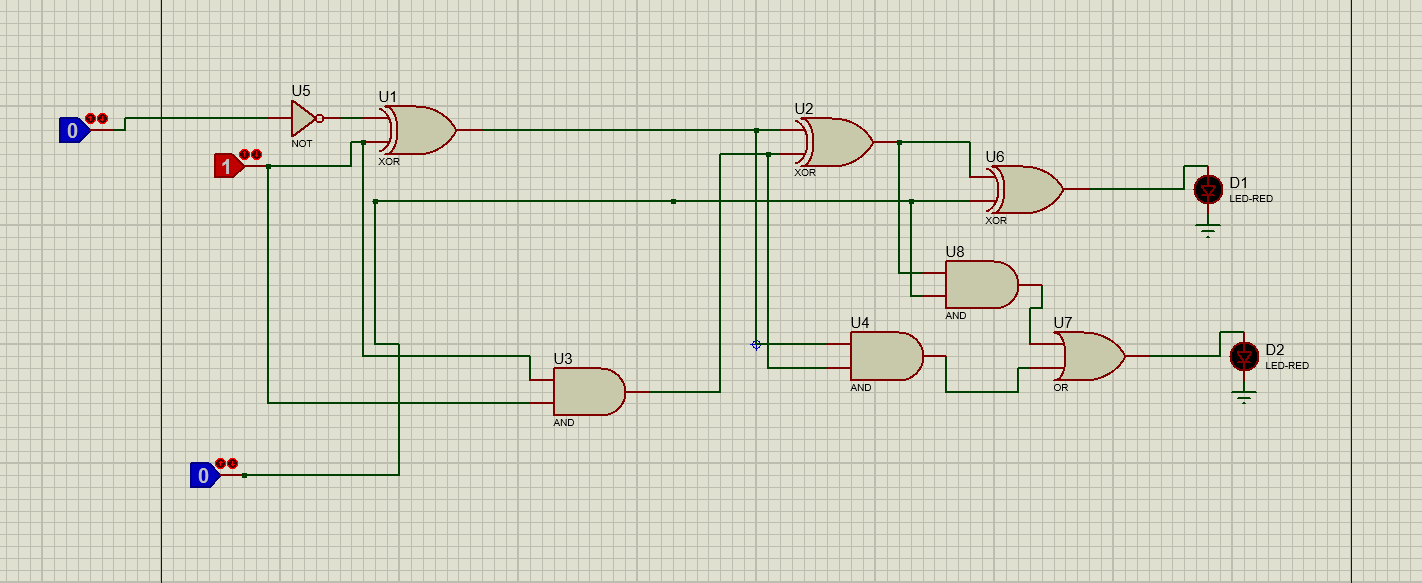 U5
NOT
U1
XOR
0
1
U2
XOR
U6
XOR
D1
LED-RED
U8
AND
U4
AND
U7
OR
D2
LED-RED
U3
AND
0